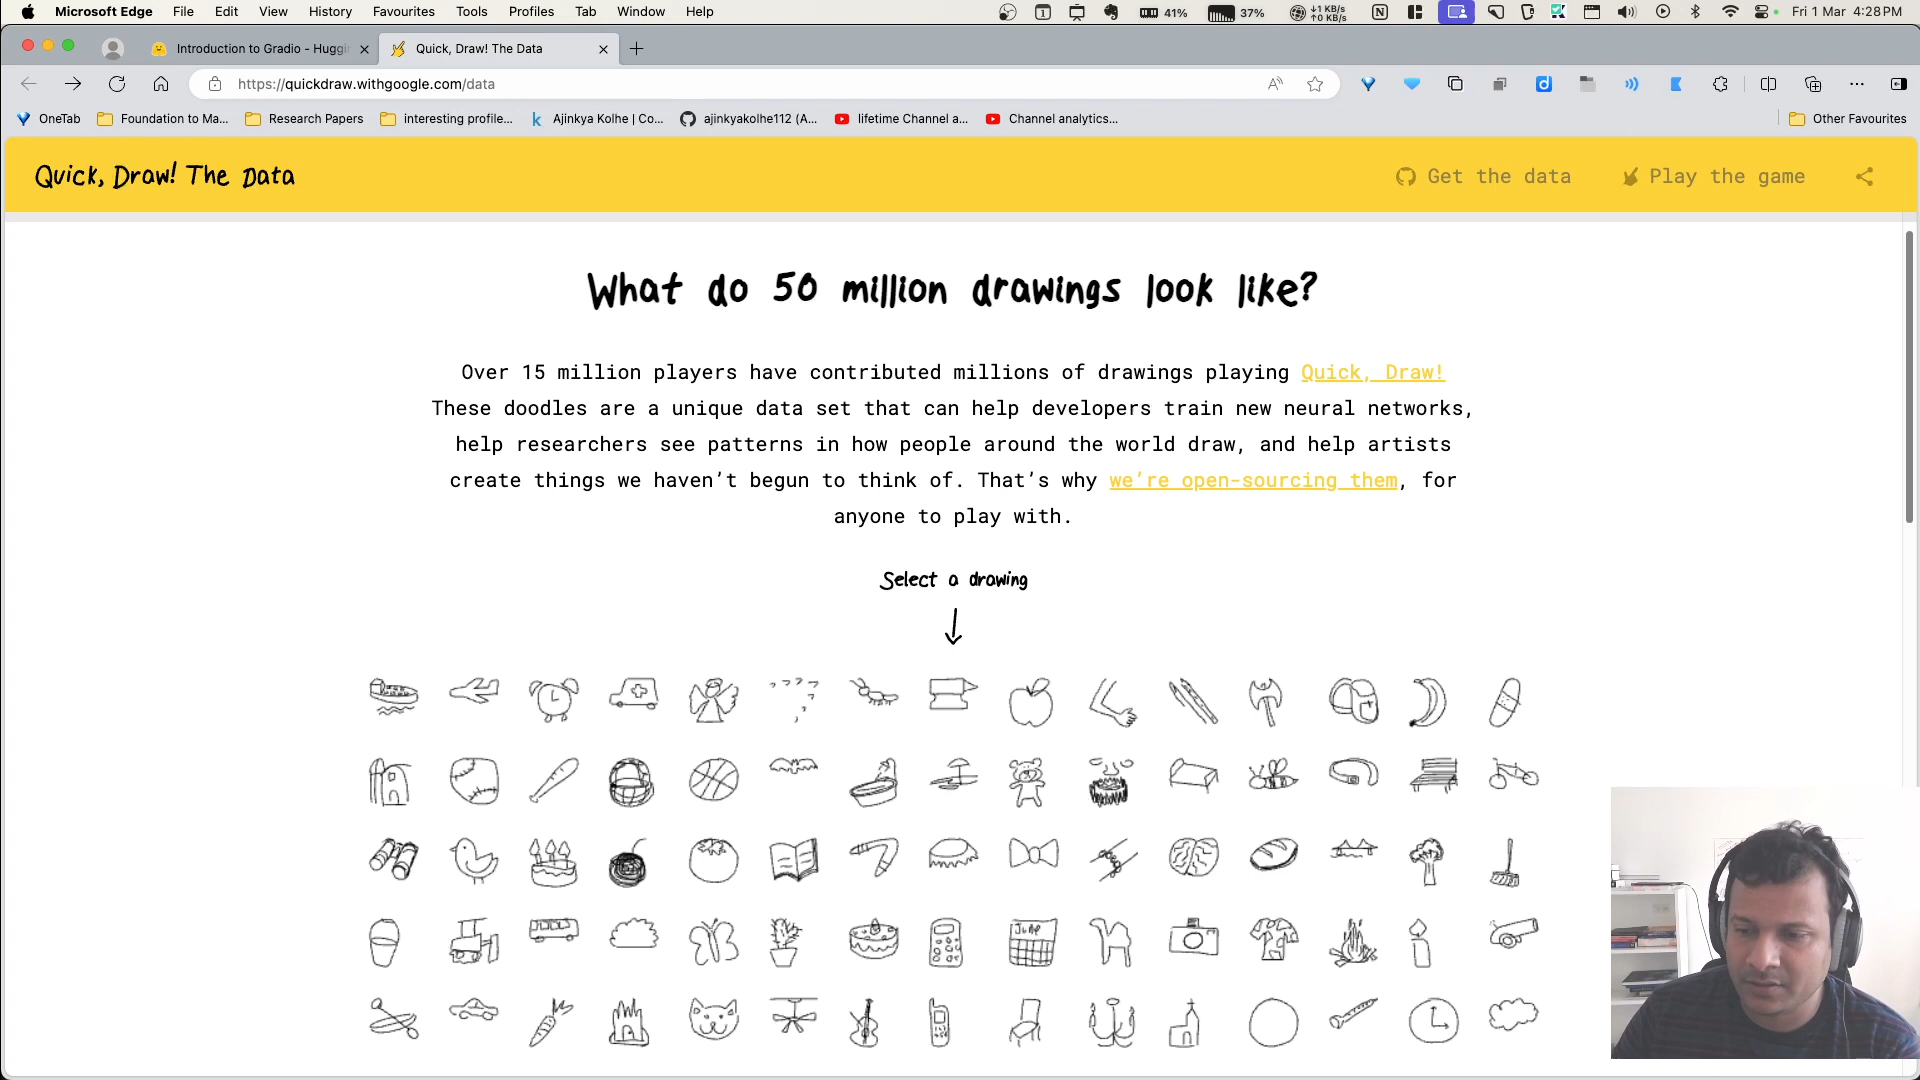 Microsoft Edge File Edit View History Favourites Tools Profiles Tab Window Help 41% 37% ↓1 KB/s ↑0 KB/s Fri 1 Mar 4:28 PM
Introduction to Gradio - Huggi
Quick, Draw! The Data
https://quickdraw.withgoogle.com/data
OneTab Foundation to Ma... Research Papers interesting profile... Ajinkya Kolhe | Co... ajinkyakolhe112 (A... lifetime Channel a... Channel analytics... Other Favourites
Quick, Draw! The Data Get the data Play the game
What do 50 million drawings look like?
Over 15 million players have contributed millions of drawings playing Quick, Draw!
These doodles are a unique data set that can help developers train new neural networks,
help researchers see patterns in how people around the world draw, and help artists
create things we haven't begun to think of. That's why we're open-sourcing them, for
anyone to play with.
Select a drawing